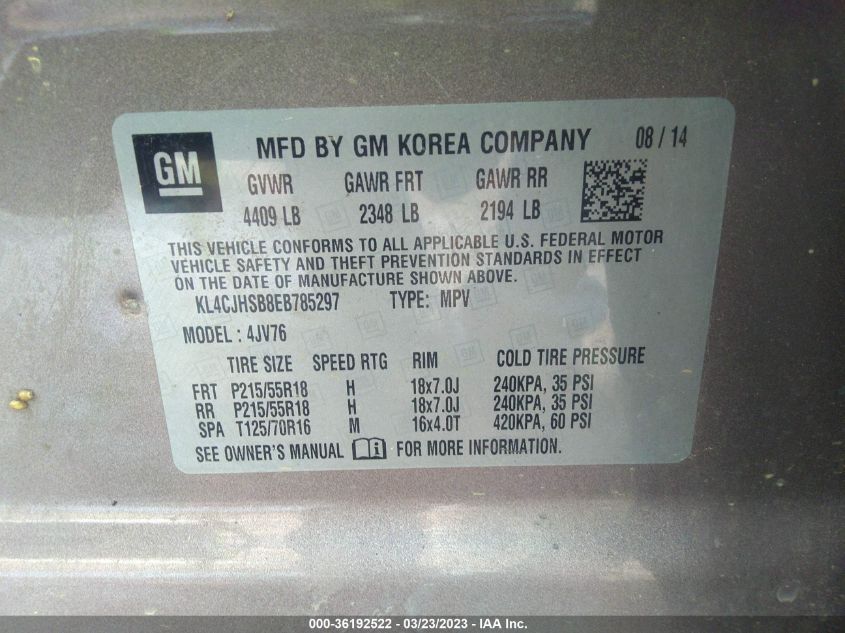 GM
MFD BY GM KOREA COMPANY 08 / 14
GVWR GAWR FRT GAWR RR
4409 LB 2348 LB 2194 LB
THIS VEHICLE CONFORMS TO ALL APPLICABLE U.S. FEDERAL MOTOR
VEHICLE SAFETY AND THEFT PREVENTION STANDARDS IN EFFECT
ON THE DATE OF MANUFACTURE SHOWN ABOVE.
KL4CJHSB8EB785297 TYPE: MPV
MODEL : 4JV76
TIRE SIZE SPEED RTG RIM COLD TIRE PRESSURE
FRT P215/55R18 H 18x7.0J 240KPA, 35 PSI
RR P215/55R18 H 18x7.0J 240KPA, 35 PSI
SPA T125/70R16 M 16x4.0T 420KPA, 60 PSI
SEE OWNER'S MANUAL FOR MORE INFORMATION.
000-36192522 - 03/23/2023 - IAA Inc.